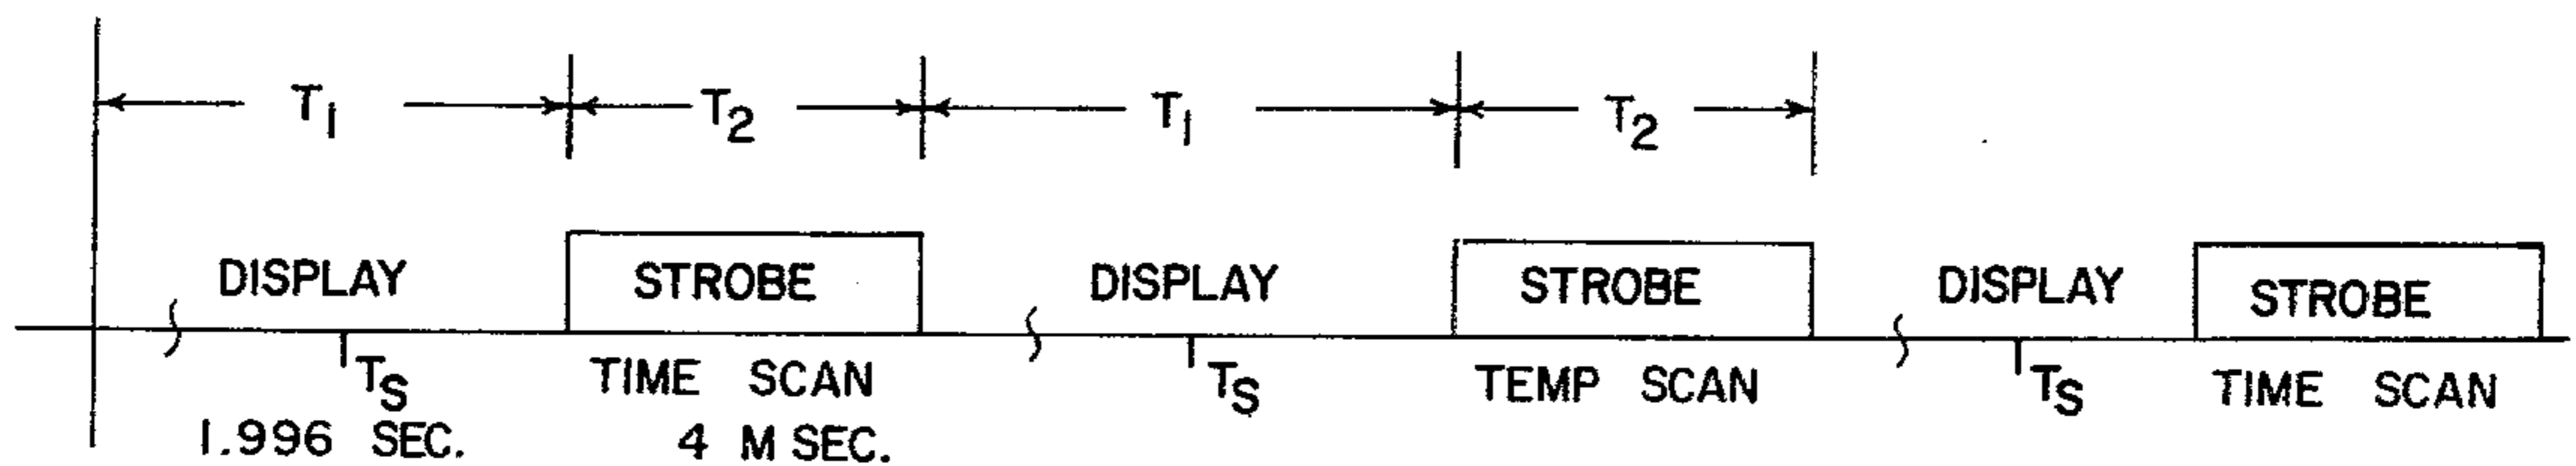 T1 T2 T1 T2
DISPLAY STROBE DISPLAY STROBE DISPLAY STROBE
TS TIME SCAN TS TEMP SCAN TS TIME SCAN
1.996 SEC. 4 M SEC.